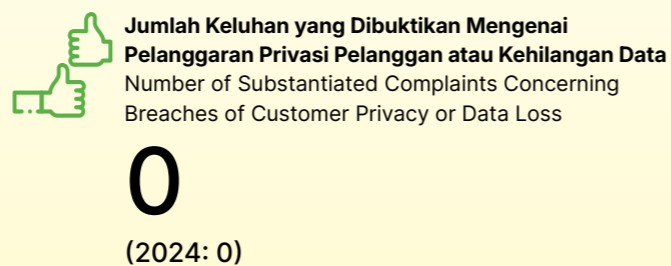 Jumlah Keluhan yang Dibuktikan Mengenai
Pelanggaran Privasi Pelanggan atau Kehilangan Data
Number of Substantiated Complaints Concerning
Breaches of Customer Privacy or Data Loss
0
(2024: 0)